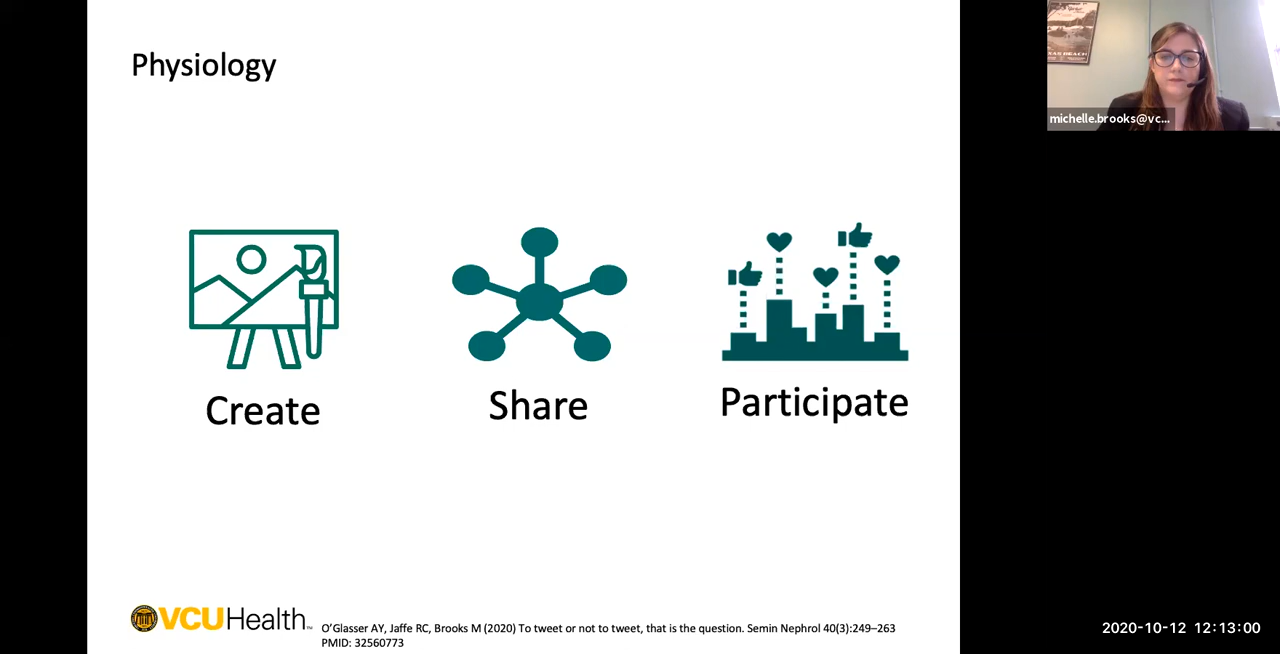 Physiology
michelle.brooks@vc...
Create
Share
Participate
VCUHealth™
O'Glasser AY, Jaffe RC, Brooks M (2020) To tweet or not to tweet, that is the question. Semin Nephrol 40(3):249–263
PMID: 32560773
2020-10-12 12:13:00